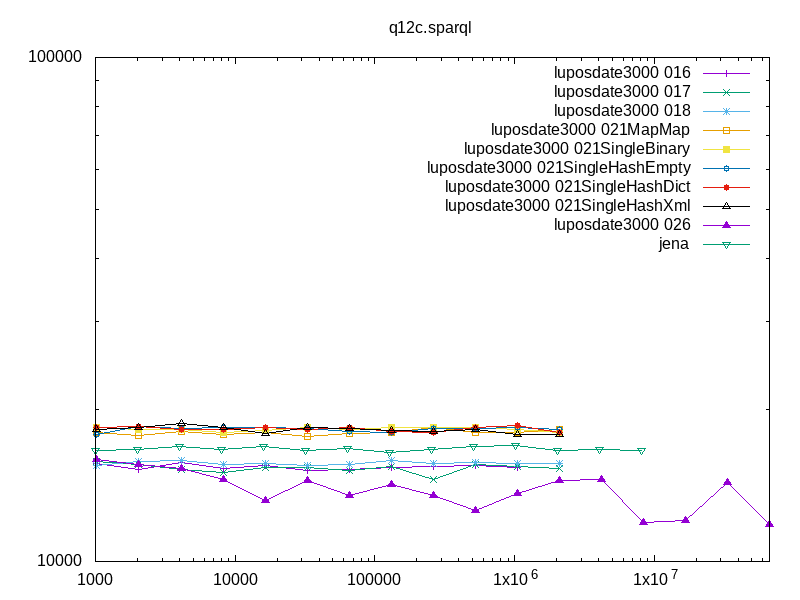 q12c.sparql
100000
luposdate3000 016
luposdate3000 017
luposdate3000 018
luposdate3000 021MapMap
luposdate3000 021SingleBinary
luposdate3000 021SingleHashEmpty
luposdate3000 021SingleHashDict
luposdate3000 021SingleHashXml
luposdate3000 026
jena
10000
1000 10000 100000 1x10^6 1x10^7